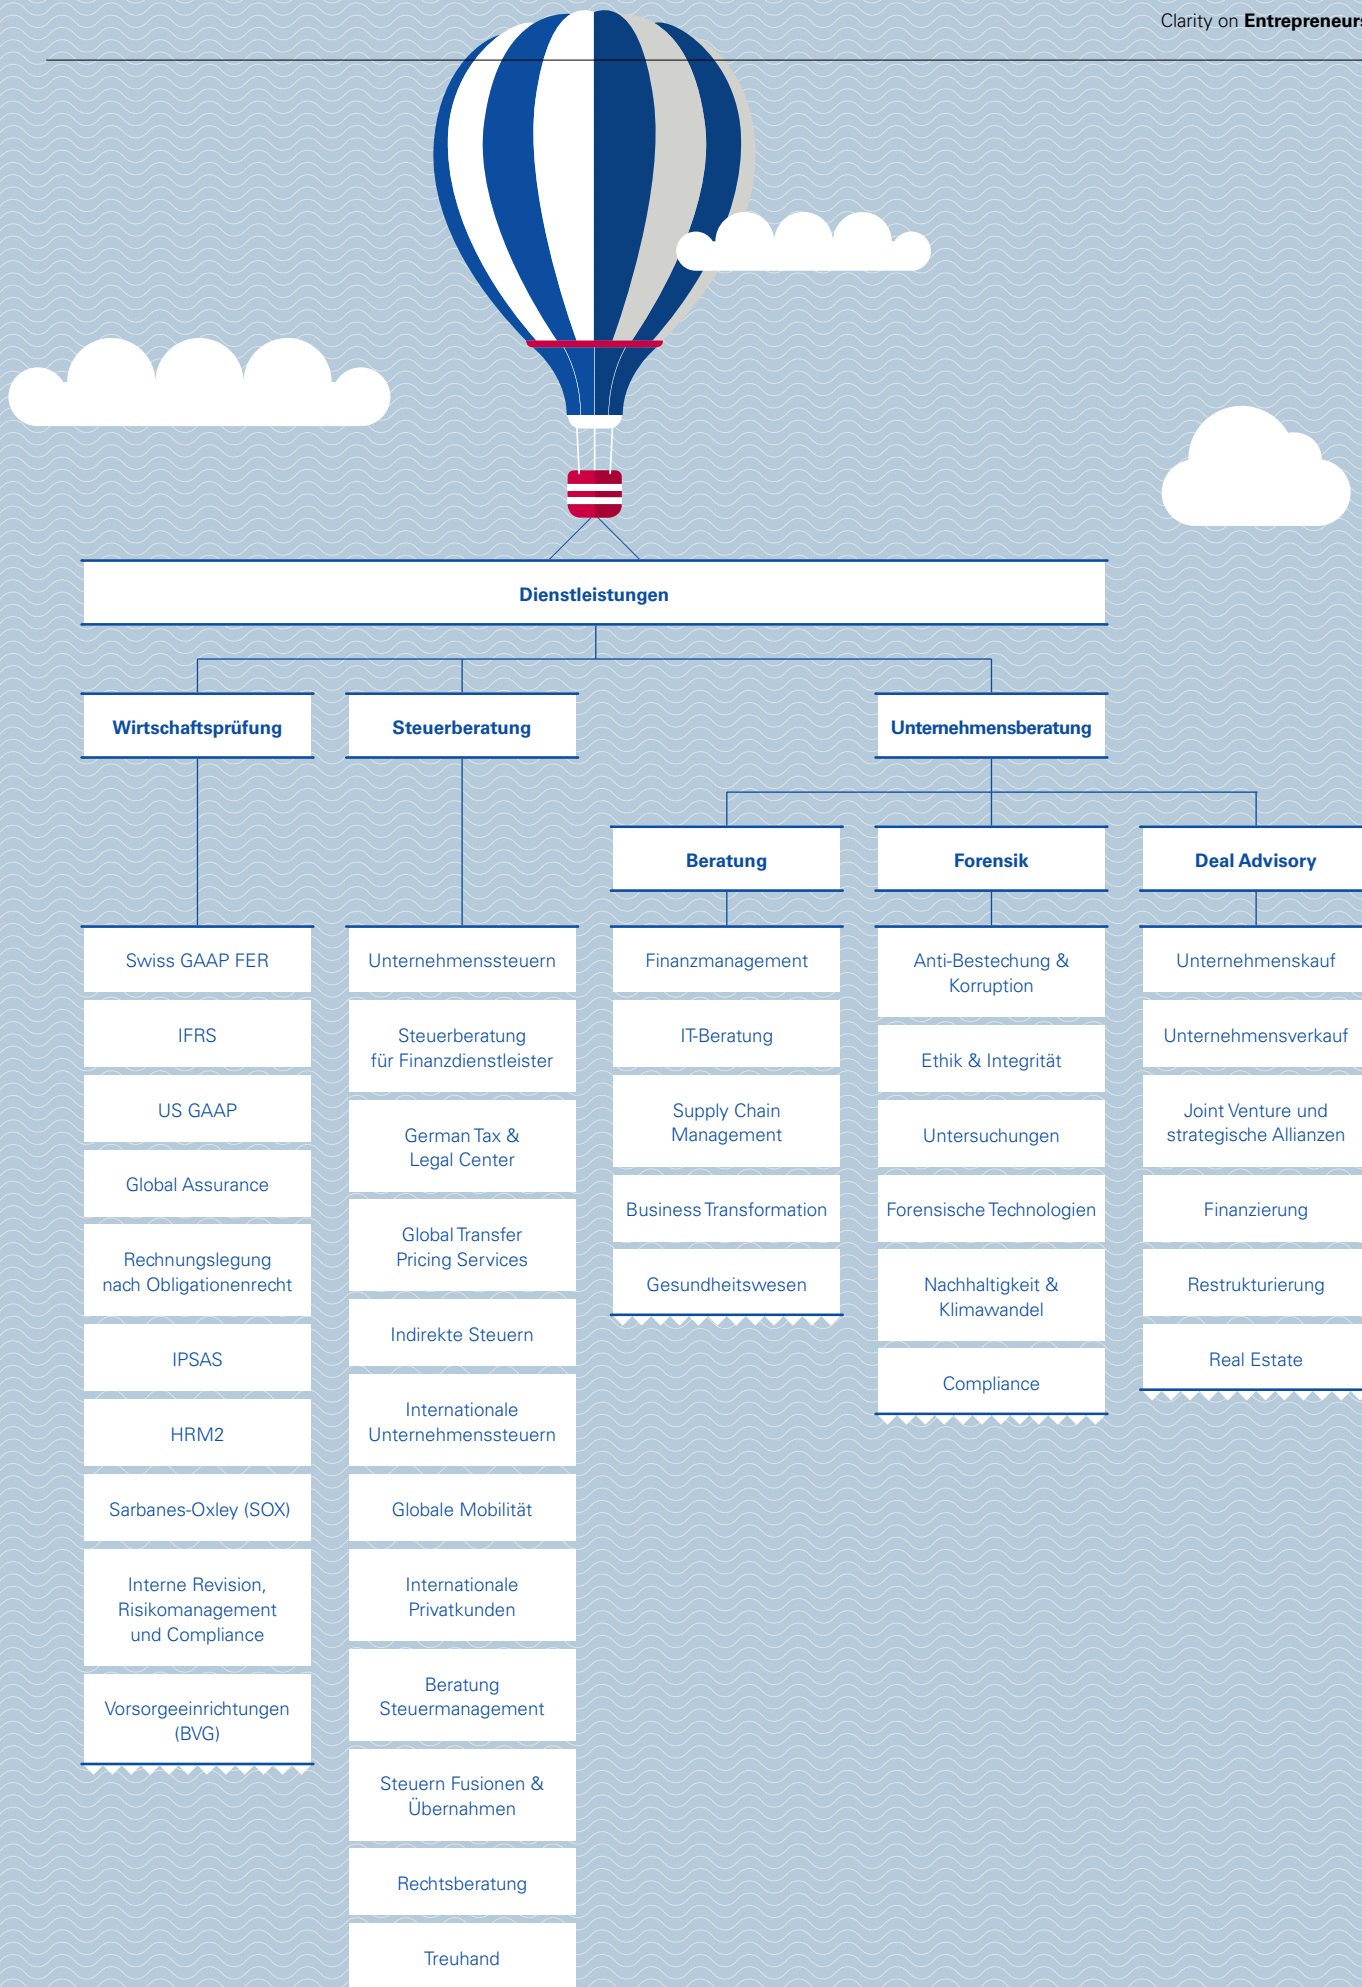 Clarity on Entrepreneurs
Dienstleistungen
Wirtschaftsprüfung
Steuerberatung
Unternehmensberatung
Beratung
Forensik
Deal Advisory
Swiss GAAP FER
IFRS
US GAAP
Global Assurance
Rechnungslegung
nach Obligationenrecht
IPSAS
HRM2
Sarbanes-Oxley (SOX)
Interne Revision,
Risikomanagement
und Compliance
Vorsorgeeinrichtungen
(BVG)
Unternehmenssteuern
Steuerberatung
für Finanzdienstleister
German Tax &
Legal Center
Global Transfer
Pricing Services
Indirekte Steuern
Internationale
Unternehmenssteuern
Globale Mobilität
Internationale
Privatkunden
Beratung
Steuermanagement
Steuern Fusionen &
Übernahmen
Rechtsberatung
Treuhand
Finanzmanagement
IT-Beratung
Supply Chain
Management
Business Transformation
Gesundheitswesen
Anti-Bestechung &
Korruption
Ethik & Integrität
Untersuchungen
Forensische Technologien
Nachhaltigkeit &
Klimawandel
Compliance
Unternehmenskauf
Unternehmensverkauf
Joint Venture und
strategische Allianzen
Finanzierung
Restrukturierung
Real Estate